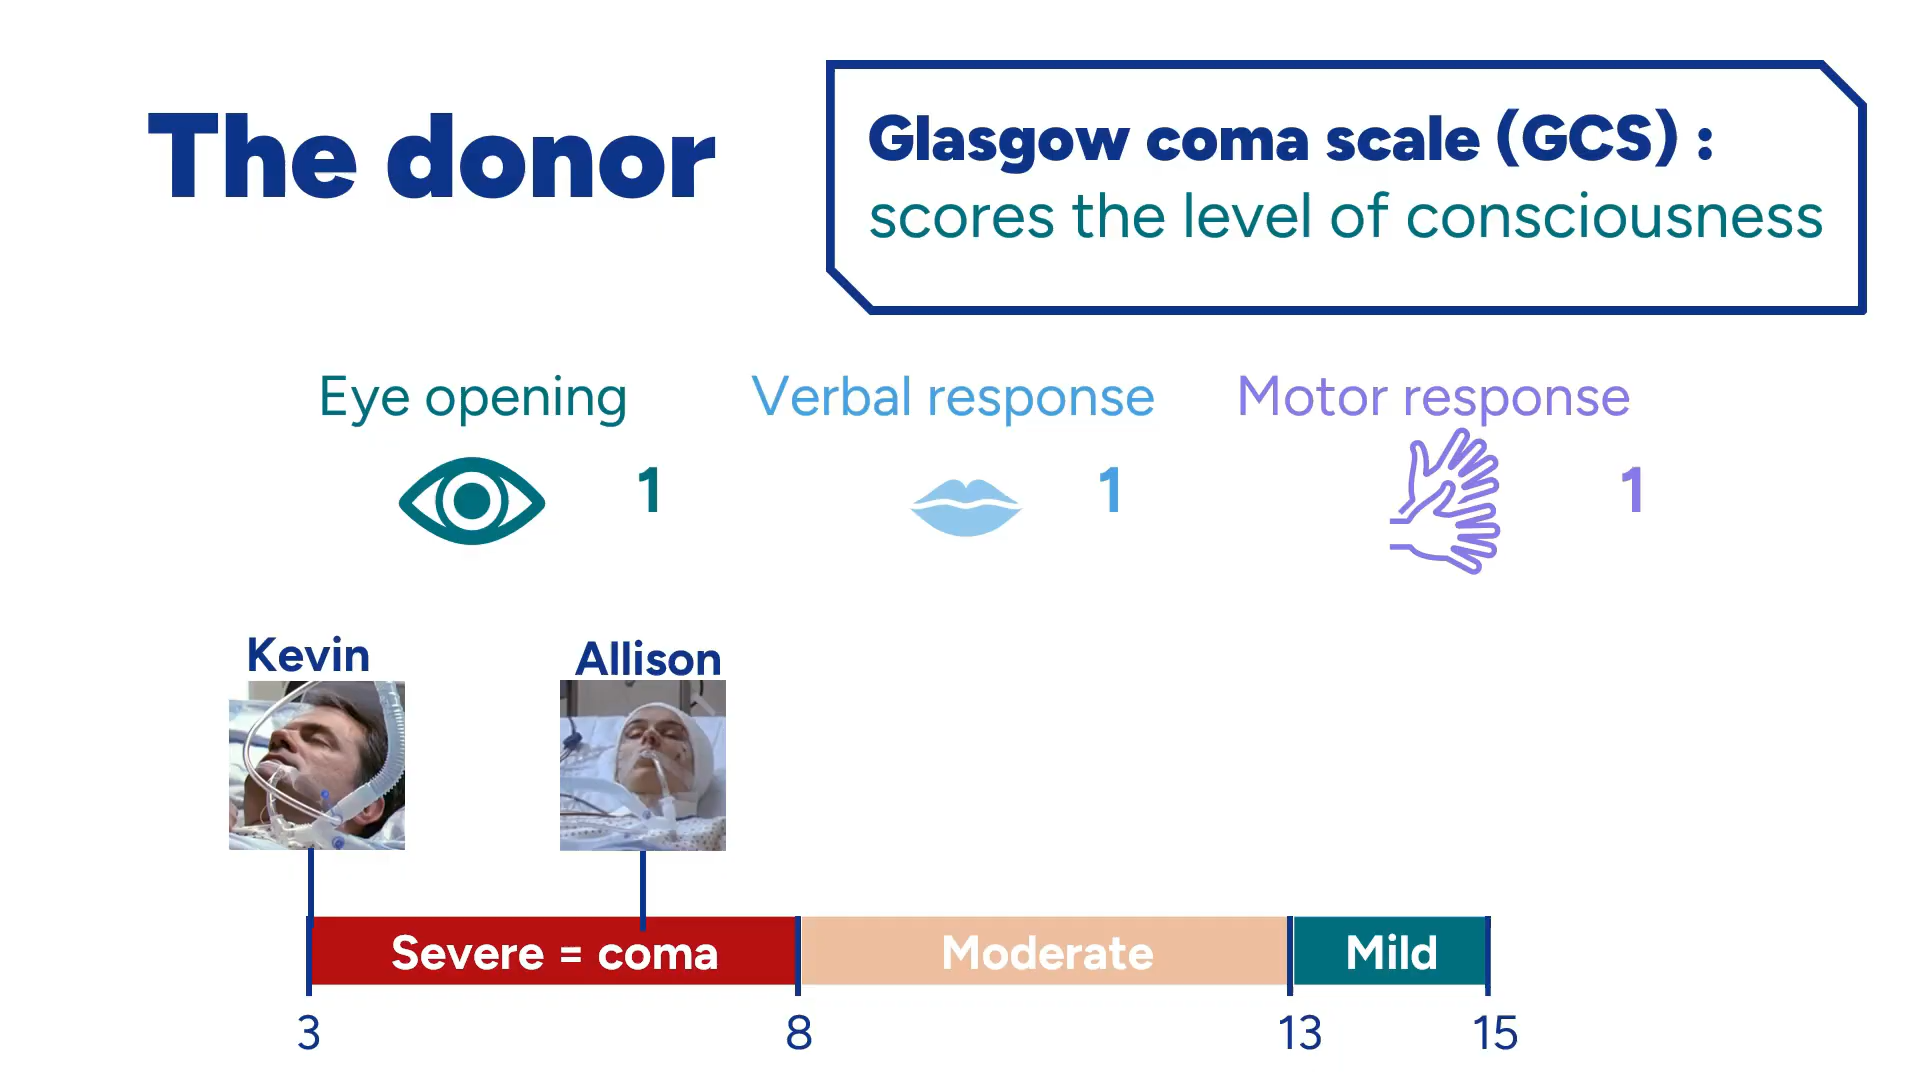 The donor
Glasgow coma scale (GCS) :
scores the level of consciousness
Eye opening
Verbal response
Motor response
1
1
1
Kevin
Allison
Severe = coma
Moderate
Mild
3
8
13
15